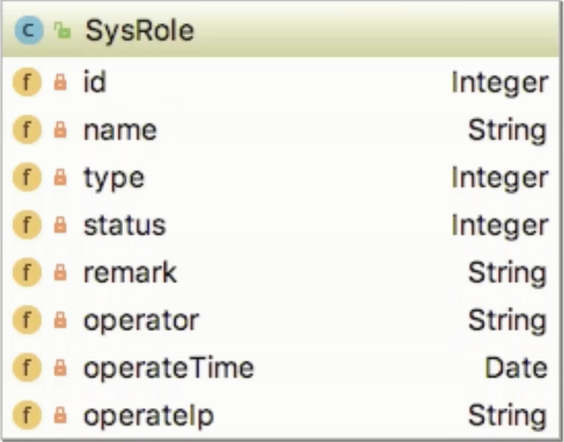 C SysRole
f id Integer
f name String
f type Integer
f status Integer
f remark String
f operator String
f operateTime Date
f operateIp String